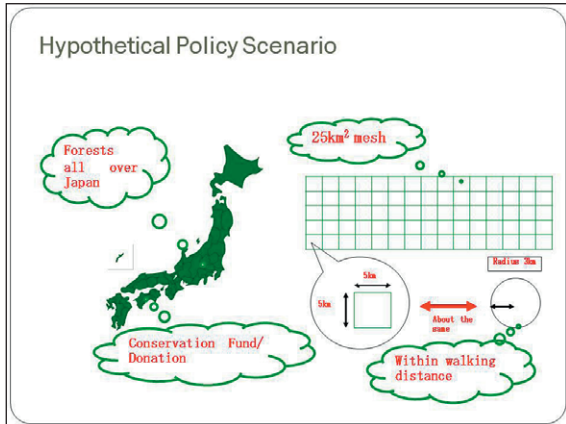 Hypothetical Policy Scenario
Forests
all over
Japan
25km² mesh
Radius 3km
5km
5km
About the
same
Conservation Fund/
Donation
Within walking
distance